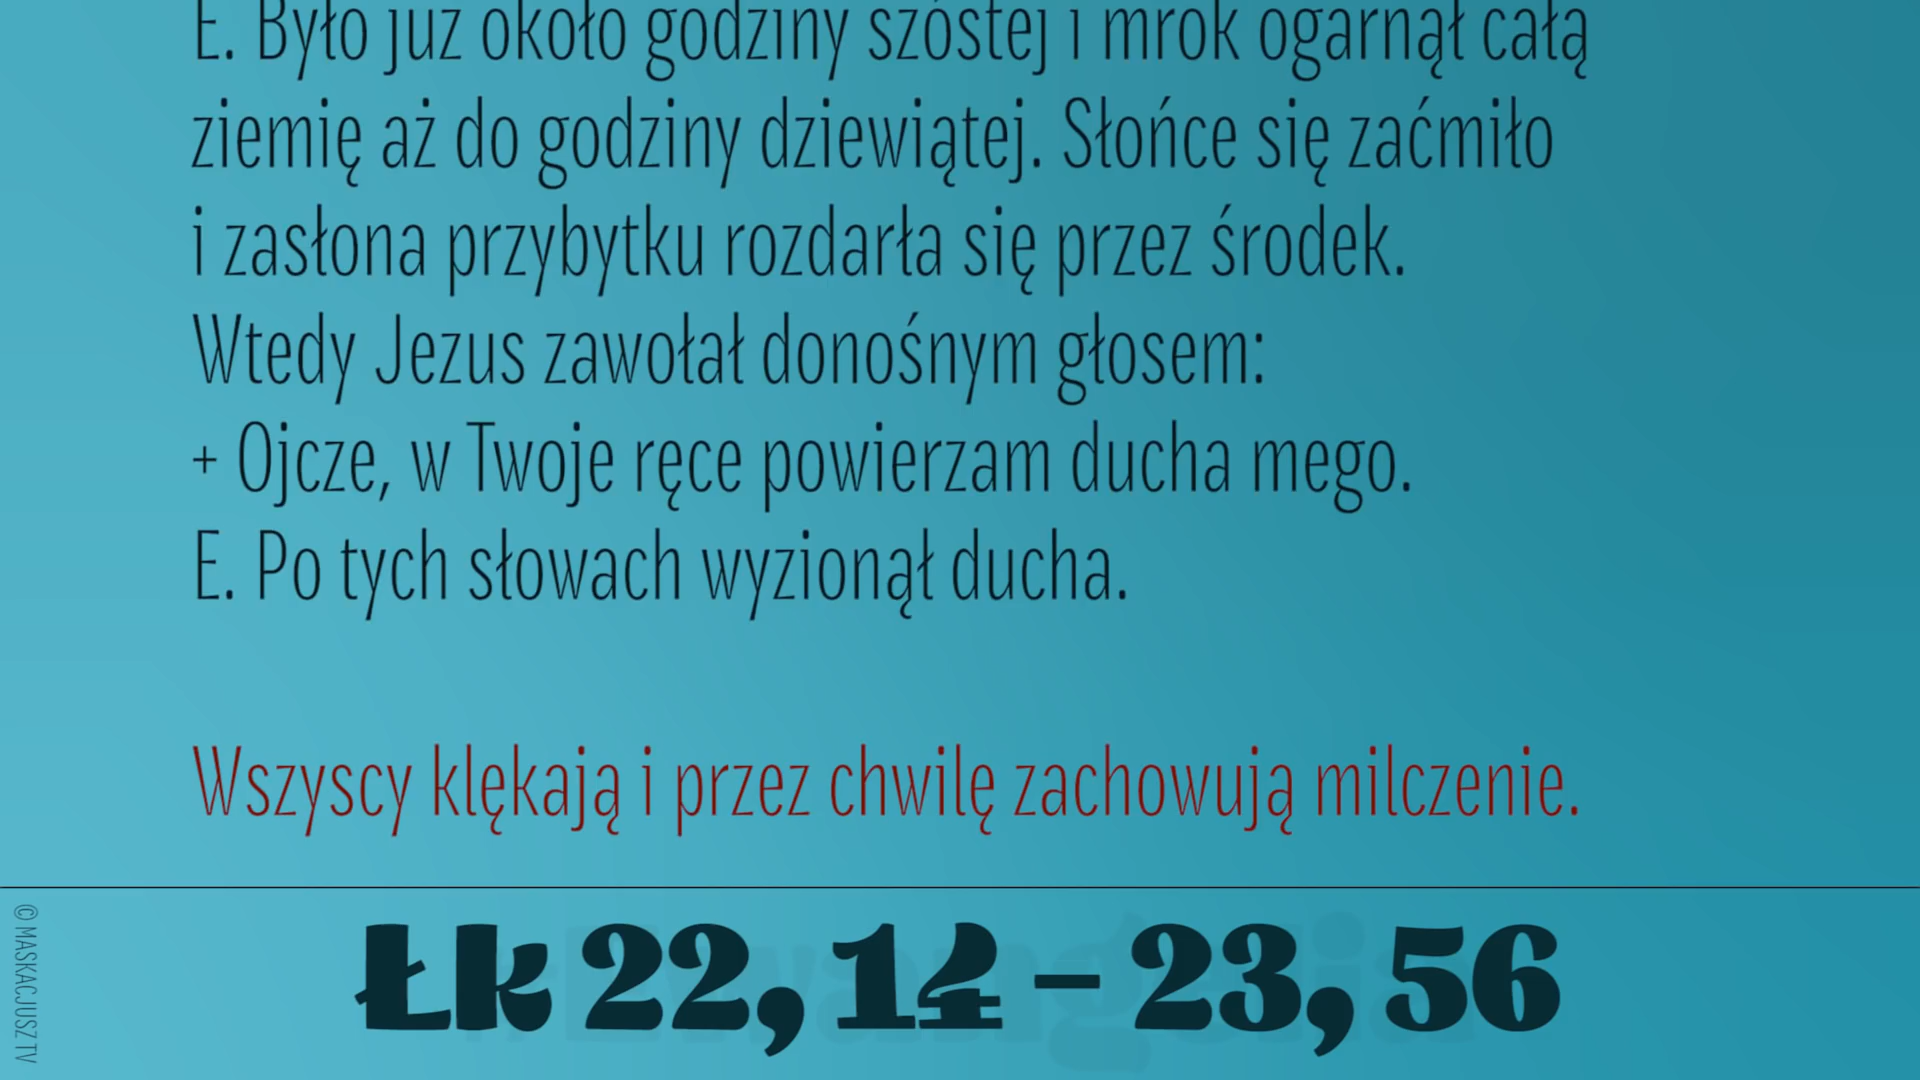 E. Było już około godziny szóstej i mrok ogarnął całą
ziemię aż do godziny dziewiątej. Słońce się zaćmiło
i zasłona przybytku rozdarła się przez środek.
Wtedy Jezus zawołał donośnym głosem:
+ Ojcze, w Twoje ręce powierzam ducha mego.
E. Po tych słowach wyzionął ducha.
Wszyscy klękają i przez chwilę zachowują milczenie.
© MASKACJUSZ TV
Łk 22, 14 – 23, 56